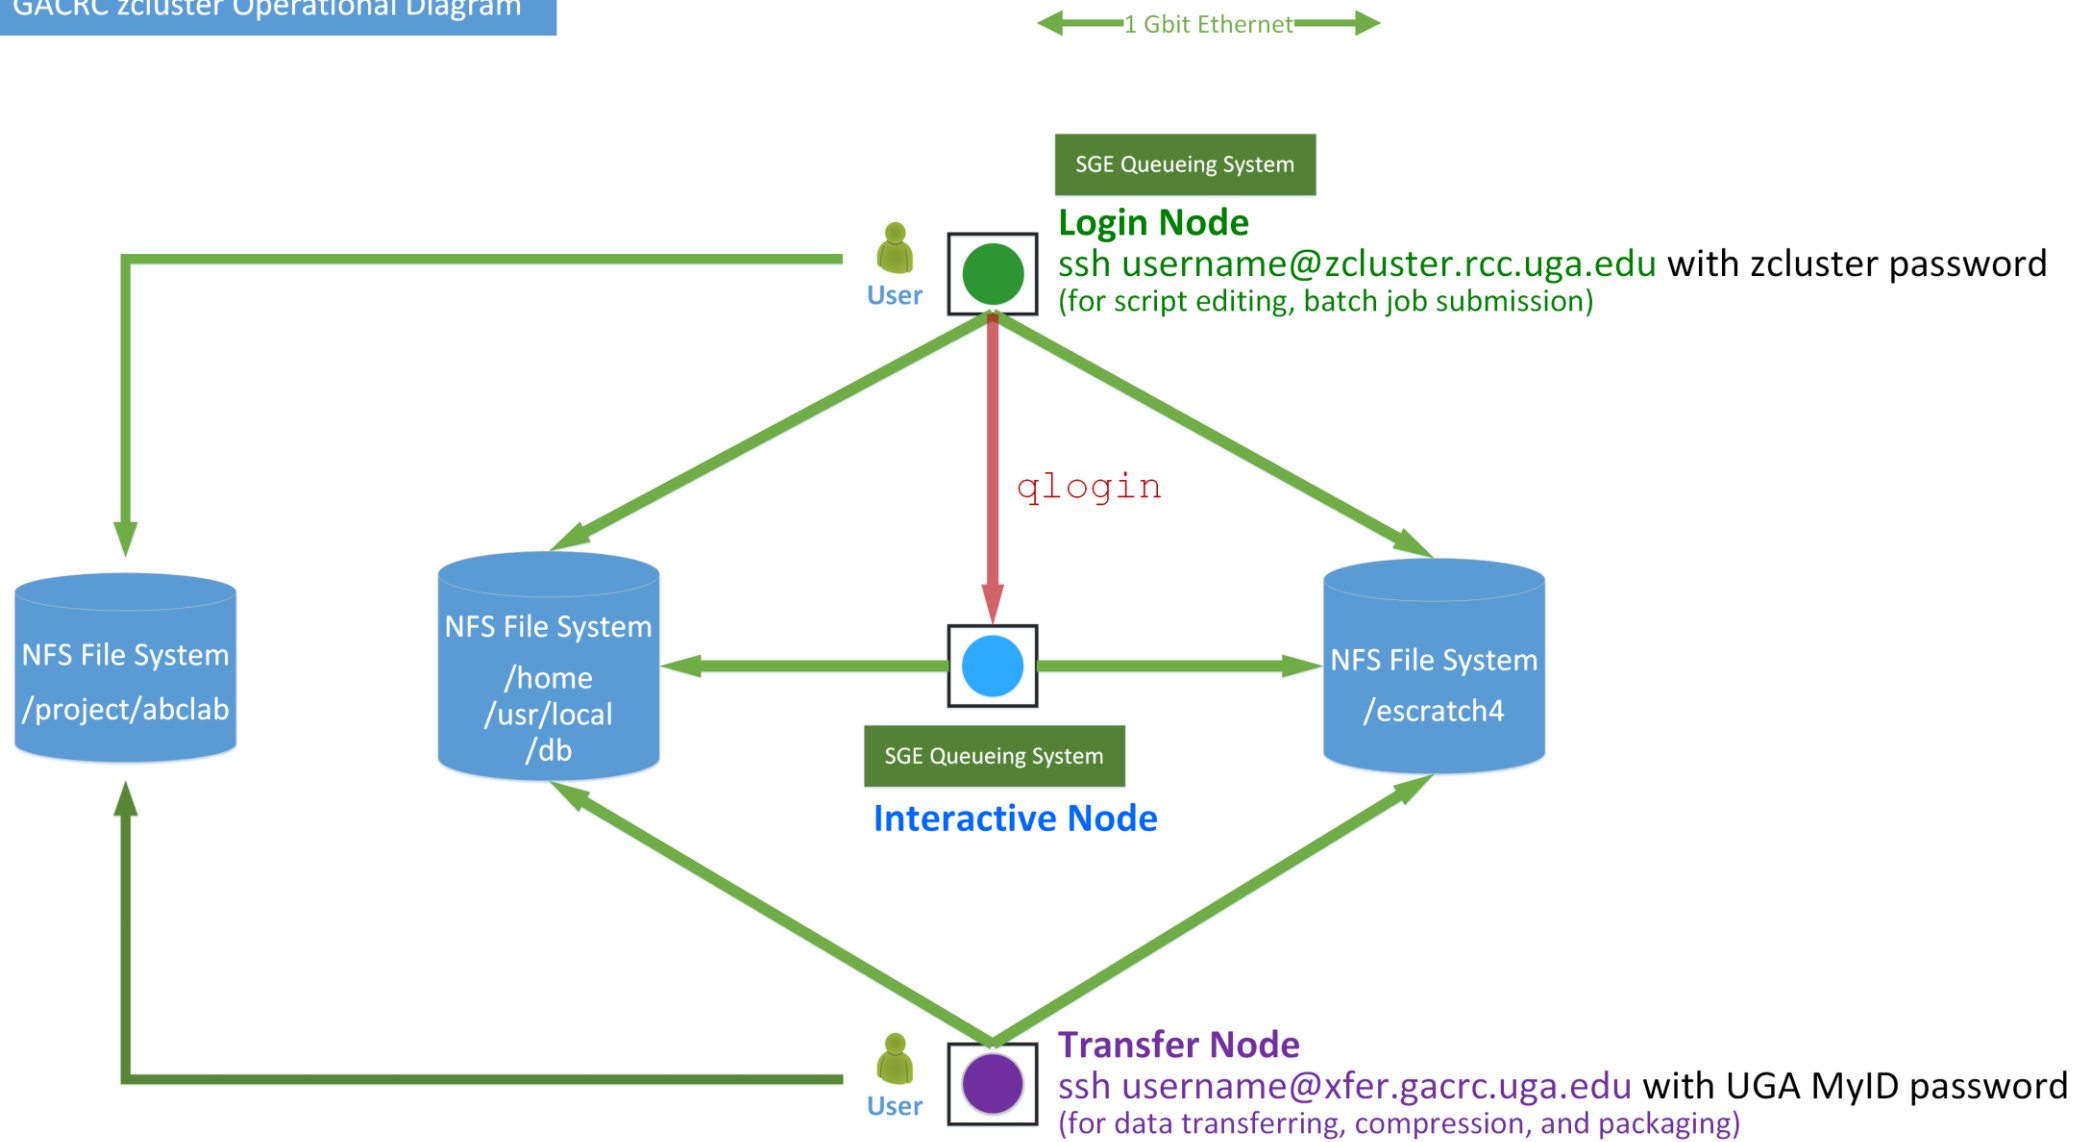 GACRC zcluster Operational Diagram
1 Gbit Ethernet
SGE Queueing System
Login Node
ssh username@zcluster.rcc.uga.edu with zcluster password
(for script editing, batch job submission)
User
qlogin
NFS File System
/project/abclab
NFS File System
/home
/usr/local
/db
NFS File System
/escratch4
SGE Queueing System
Interactive Node
User
Transfer Node
ssh username@xfer.gacrc.uga.edu with UGA MyID password
(for data transferring, compression, and packaging)